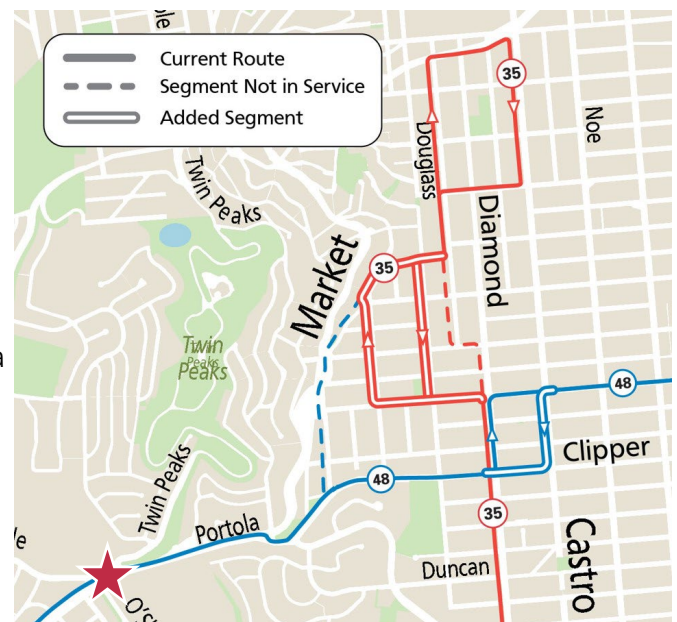 Current Route
Segment Not in Service
Added Segment
35
Noe
Douglass
Twin Peaks
Diamond
Market
35
Twin
Peaks
Peaks
48
Clipper
48
Twin Peaks
35
Portola
Castro
Duncan